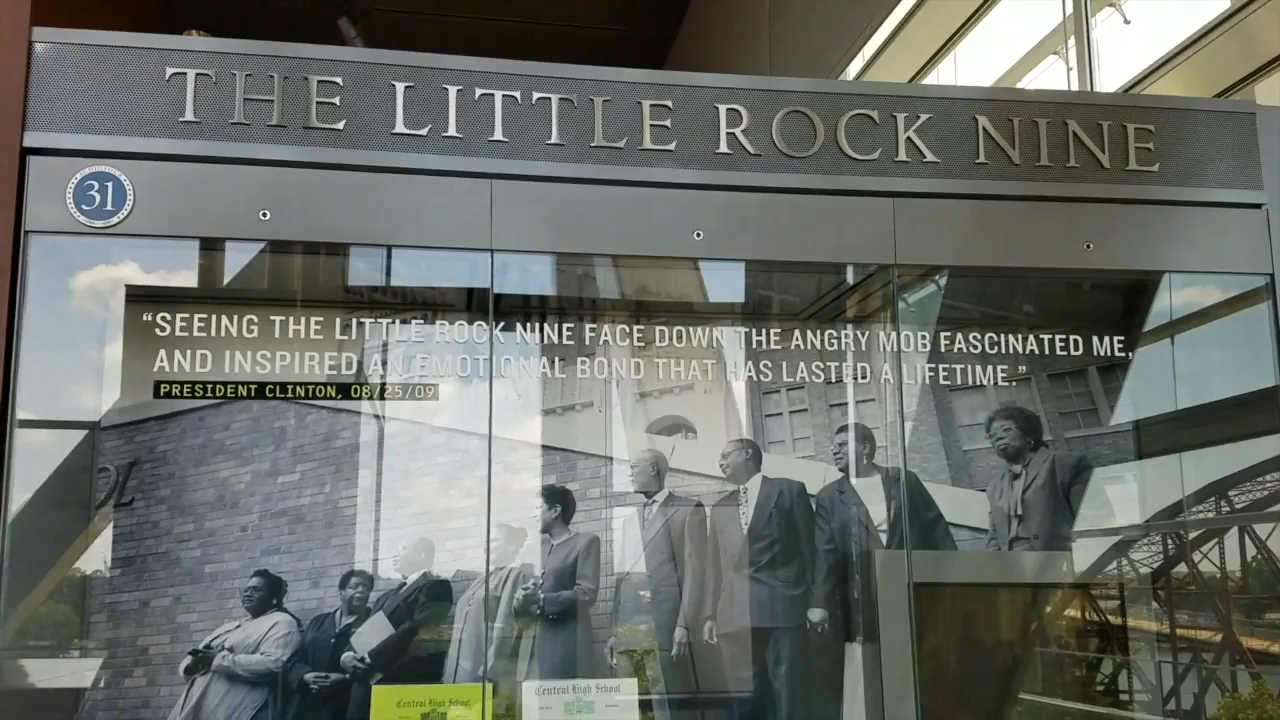 THE LITTLE ROCK NINE
31
“SEEING THE LITTLE ROCK NINE FACE DOWN THE ANGRY MOB FASCINATED ME,
AND INSPIRED AN EMOTIONAL BOND THAT HAS LASTED A LIFETIME.”
PRESIDENT CLINTON, 08/25/09
OL
Central High School
Central High School